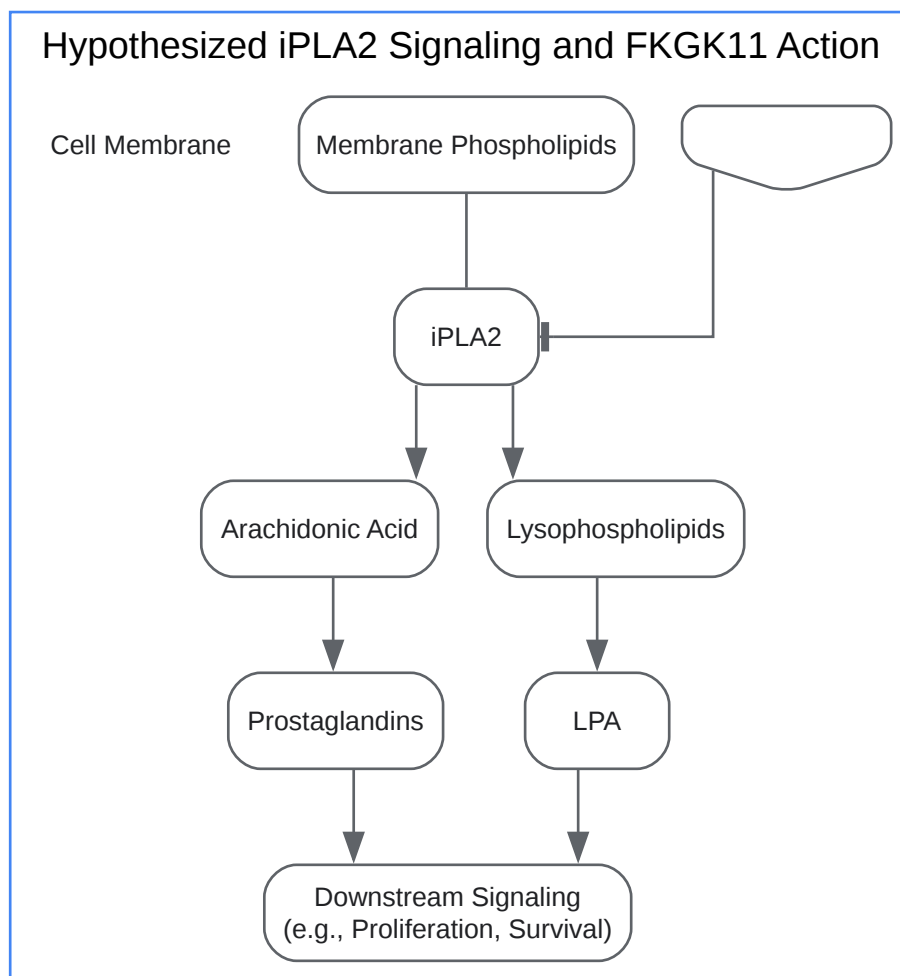 Hypothesized iPLA2 Signaling and FKGK11 Action
Cell Membrane
Membrane Phospholipids
iPLA2
Arachidonic Acid
Lysophospholipids
Prostaglandins
LPA
Downstream Signaling
(e.g., Proliferation, Survival)